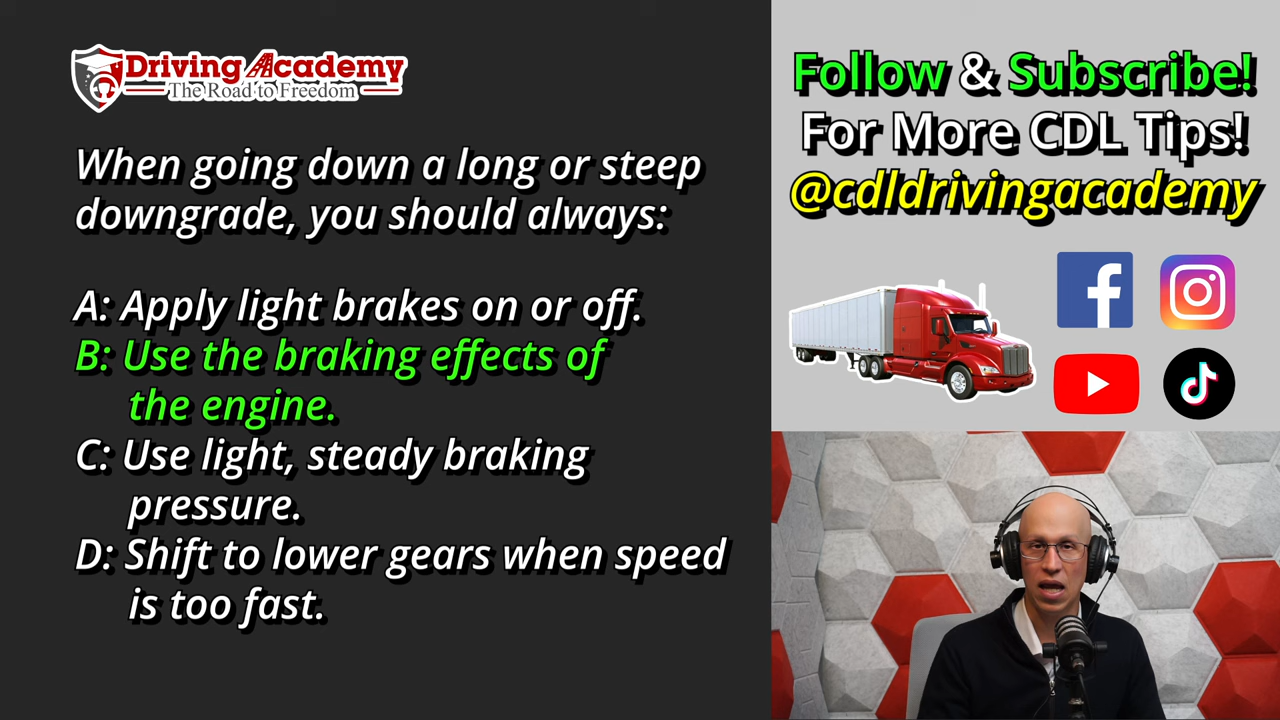 Driving Academy
The Road to Freedom
When going down a long or steep
downgrade, you should always:
A: Apply light brakes on or off.
B: Use the braking effects of
the engine.
C: Use light, steady braking
pressure.
D: Shift to lower gears when speed
is too fast.
Follow & Subscribe!
For More CDL Tips!
@cdldrivingacademy